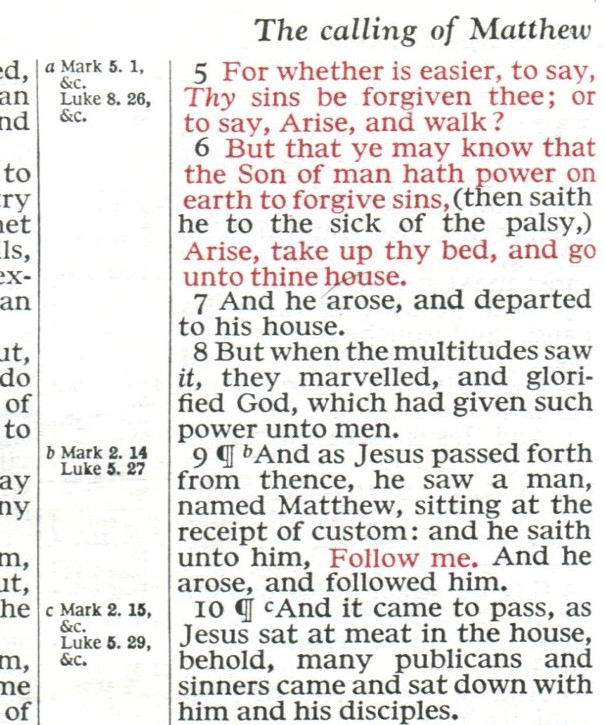 The calling of Matthew
ed,
an
nd
to
try
net
lls,
ex-
an
ut,
do
of
to
ay
ny
m,
ut,
he
m,
me
of
a Mark 5. 1,
&c.
Luke 8. 26,
&c.
b Mark 2. 14
Luke 5. 27
c Mark 2. 15,
&c.
Luke 5. 29,
&c.
5 For whether is easier, to say,
Thy sins be forgiven thee; or
to say, Arise, and walk?
6 But that ye may know that
the Son of man hath power on
earth to forgive sins, (then saith
he to the sick of the palsy,)
Arise, take up thy bed, and go
unto thine house.
7 And he arose, and departed
to his house.
8 But when the multitudes saw
it, they marvelled, and glori-
fied God, which had given such
power unto men.
9 ¶ bAnd as Jesus passed forth
from thence, he saw a man,
named Matthew, sitting at the
receipt of custom: and he saith
unto him, Follow me. And he
arose, and followed him.
10 ¶ cAnd it came to pass, as
Jesus sat at meat in the house,
behold, many publicans and
sinners came and sat down with
him and his disciples.